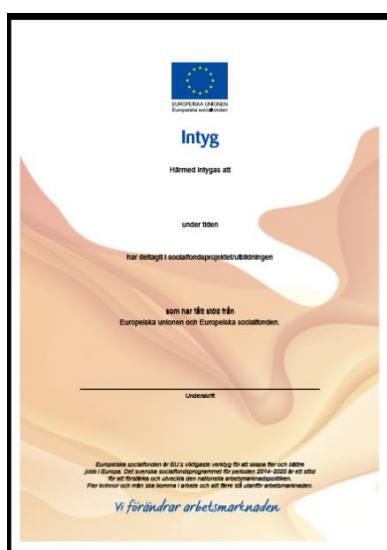 EUROPEISKA UNIONEN
Europeiska socialfonden
Intyg
Härmed intygas att
under tiden
har deltagit i socialfondsprojektet/utbildningen
som har fått stöd från
Europeiska unionen och Europeiska socialfonden.
Underskrift
Europeiska socialfonden är EU:s viktigaste verktyg för att skapa fler och bättre
jobb i Europa. Det svenska socialfondsprogrammet för perioden 2014-2020 är ett stöd
för att förstärka och utveckla den nationella arbetsmarknadspolitiken.
Fler kvinnor och män ska komma i arbete och allt färre stå utanför arbetsmarknaden.
Vi förändrar arbetsmarknaden